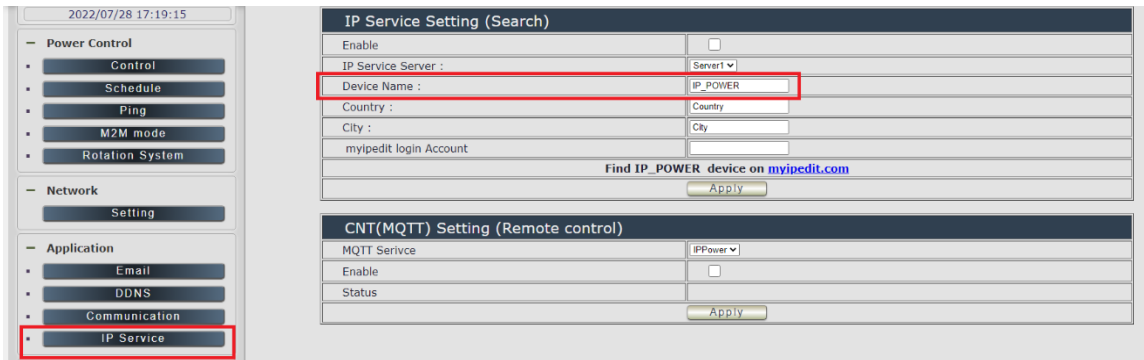 2022/07/28 17:19:15
− Power Control
Control
Schedule
Ping
M2M mode
Rotation System
− Network
Setting
− Application
Email
DDNS
Communication
IP Service
IP Service Setting (Search)
Enable
IP Service Server : Server1
Device Name : IP_POWER
Country : Country
City : City
myipedit login Account
Find IP_POWER device on myipedit.com
Apply
CNT(MQTT) Setting (Remote control)
MQTT Serivce IPPower
Enable
Status
Apply